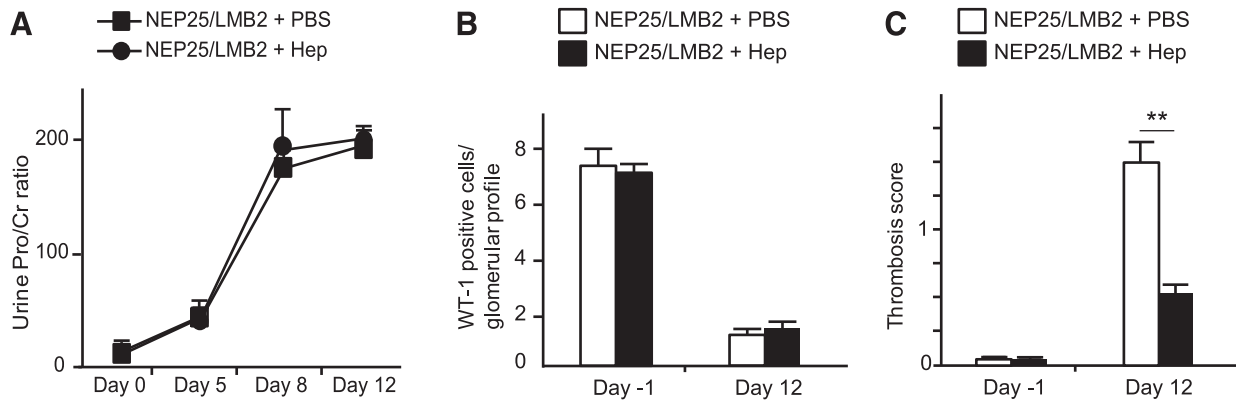 A
NEP25/LMB2 + PBS
NEP25/LMB2 + Hep
Urine Pro/Cr ratio
200
100
0
Day 0 Day 5 Day 8 Day 12
B
NEP25/LMB2 + PBS
NEP25/LMB2 + Hep
WT-1 positive cells/
glomerular profile
8
6
4
2
0
Day -1 Day 12
C
NEP25/LMB2 + PBS
NEP25/LMB2 + Hep
Thrombosis score
**
1
0
Day -1 Day 12